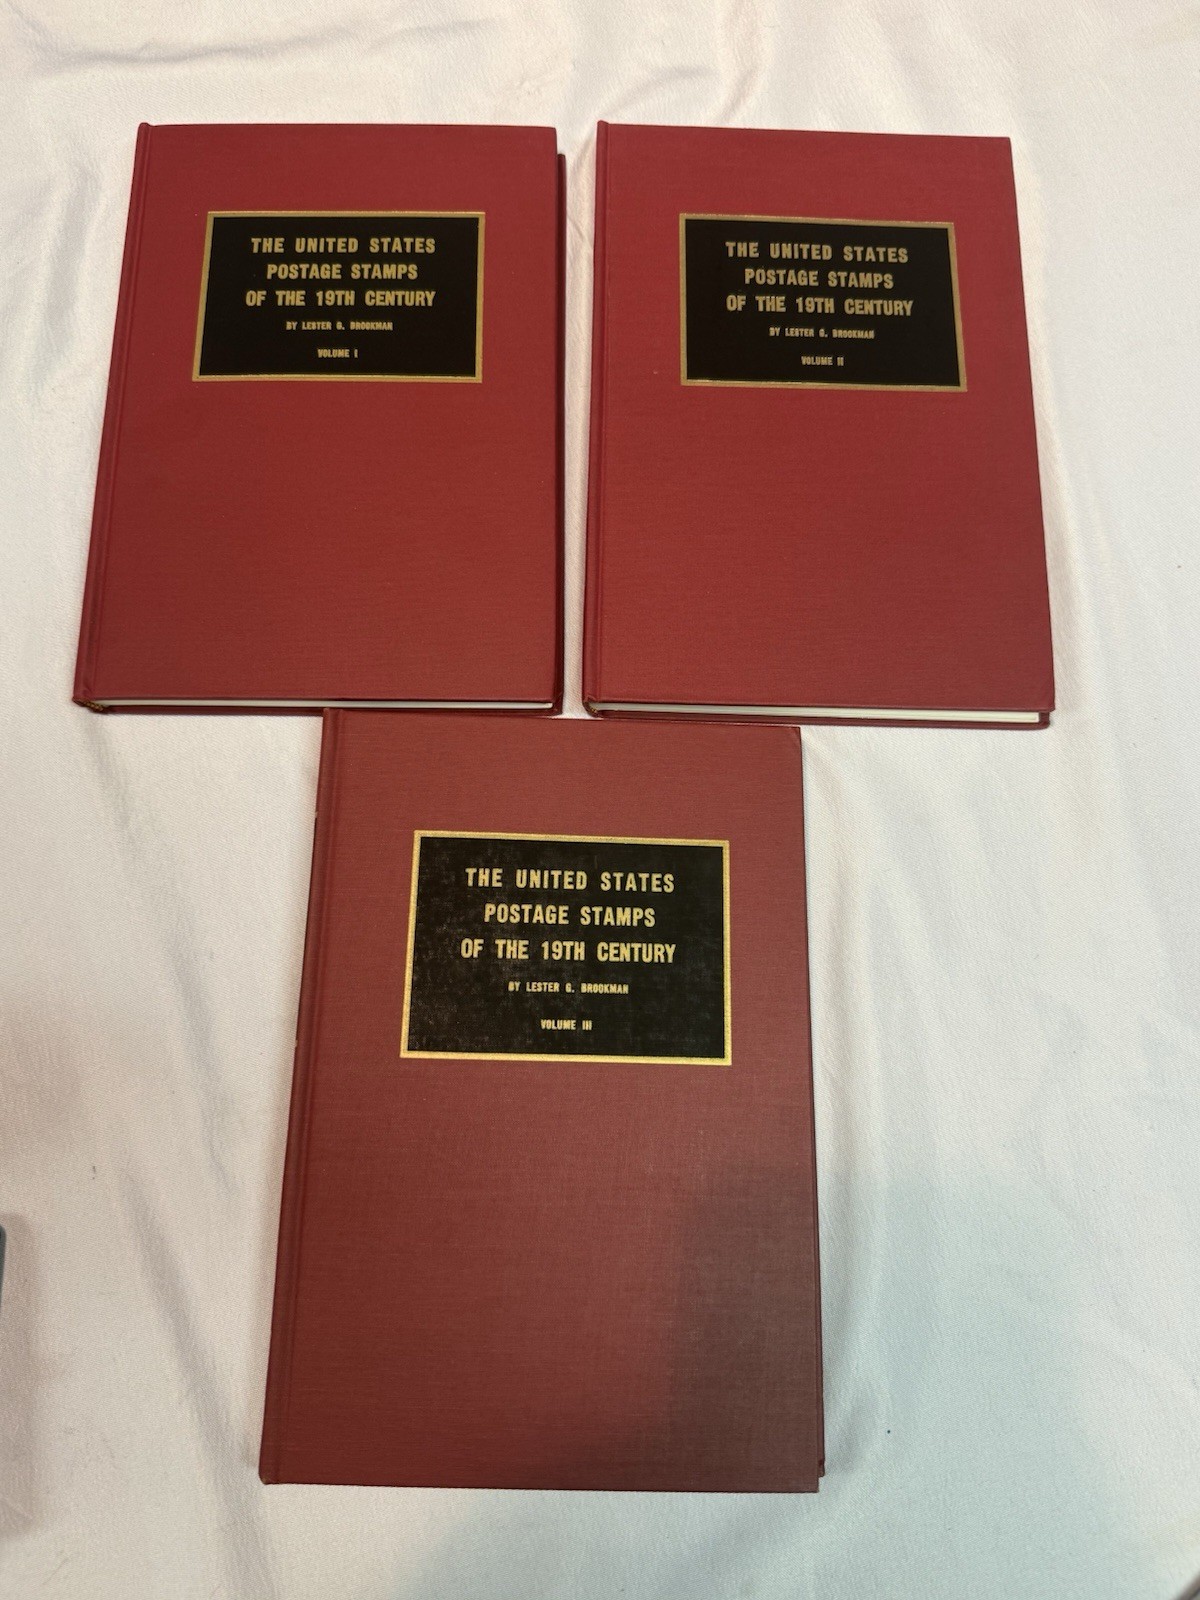 THE UNITED STATES
POSTAGE STAMPS
OF THE 19TH CENTURY
BY LESTER G. BROOKMAN
VOLUME I
THE UNITED STATES
POSTAGE STAMPS
OF THE 19TH CENTURY
BY LESTER G. BROOKMAN
VOLUME II
THE UNITED STATES
POSTAGE STAMPS
OF THE 19TH CENTURY
BY LESTER G. BROOKMAN
VOLUME III